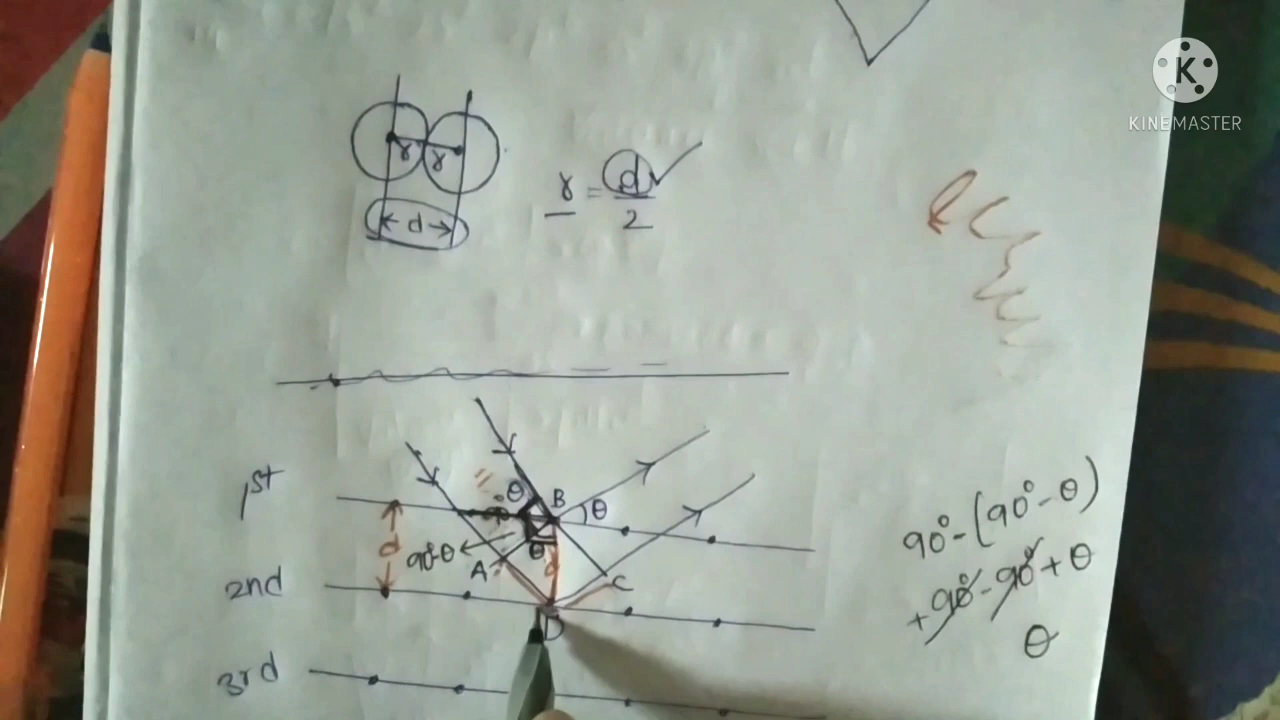 K
KINEMASTER
r r
d
r = d/2
1st
θ B
θ
d
90°-θ
θ
A
d
C
2nd
D
3rd
90°-(90°-θ)
+90°-90°+θ
θ